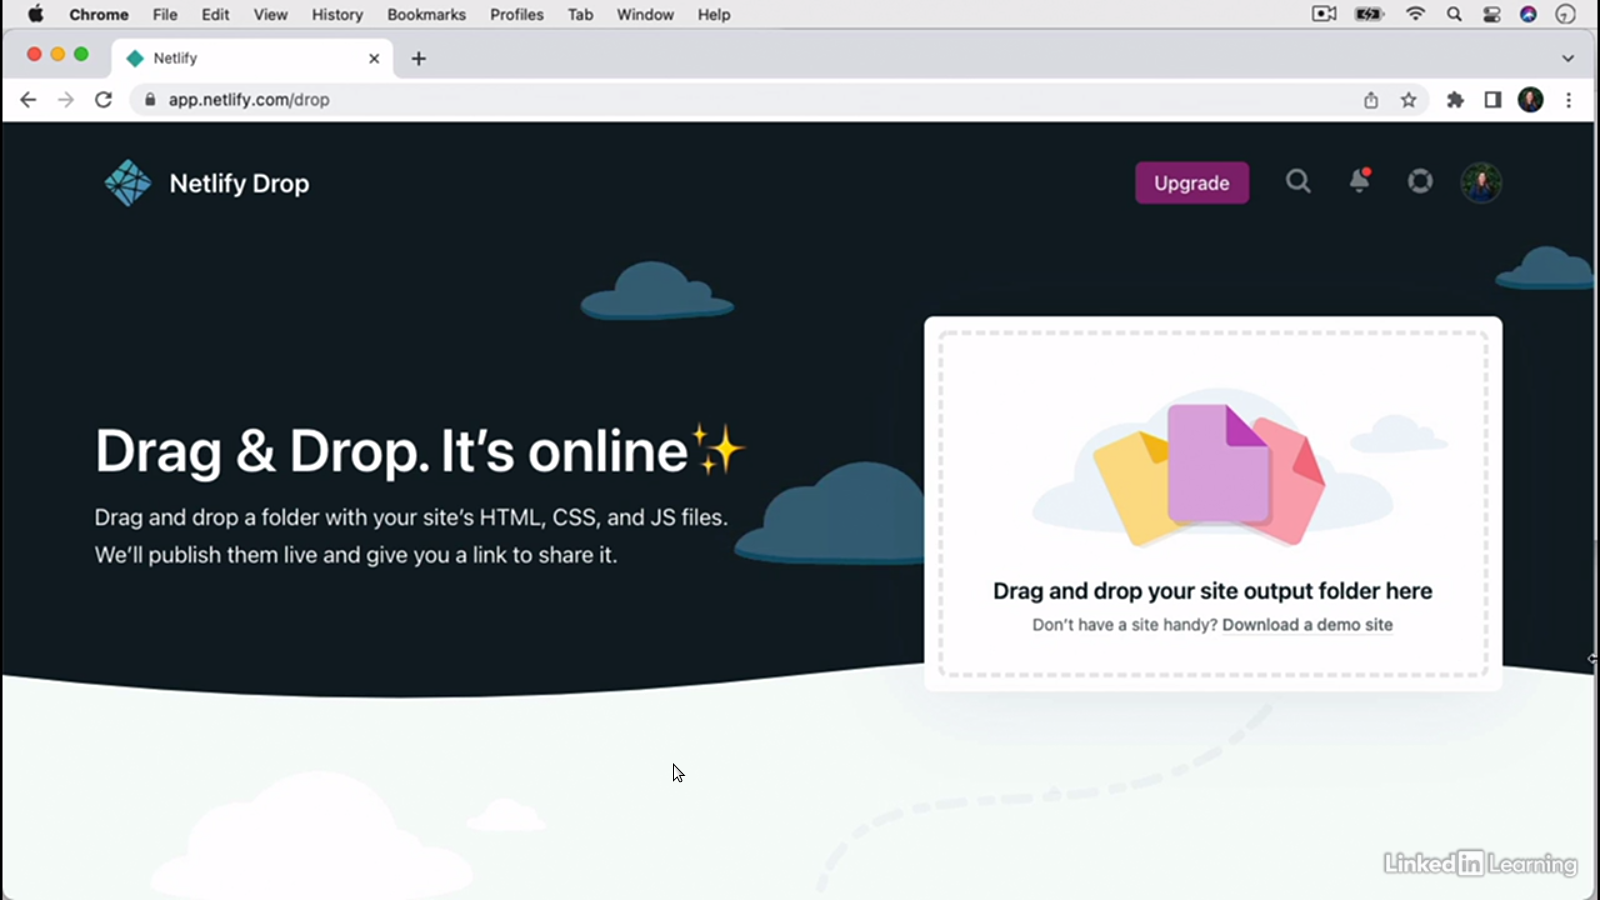 Chrome File Edit View History Bookmarks Profiles Tab Window Help
Netlify
app.netlify.com/drop
Netlify Drop
Upgrade
Drag & Drop. It’s online✨
Drag and drop a folder with your site’s HTML, CSS, and JS files.
We’ll publish them live and give you a link to share it.
Drag and drop your site output folder here
Don’t have a site handy? Download a demo site
LinkedIn Learning